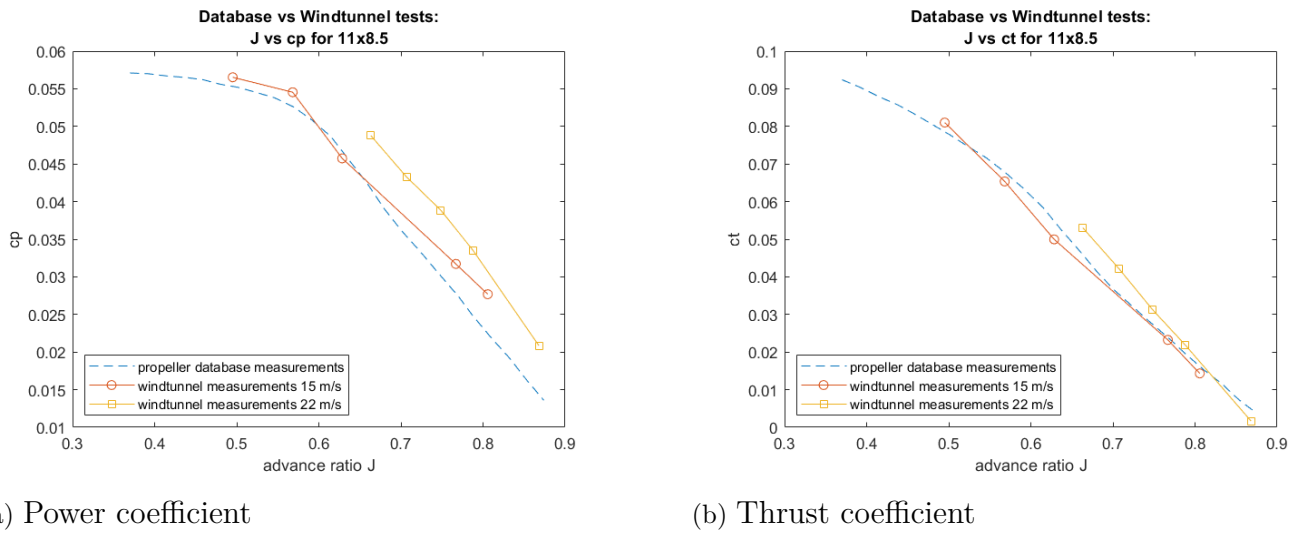 Database vs Windtunnel tests:
J vs cp for 11x8.5
0.06
0.055
0.05
0.045
0.04
0.035
0.03
0.025
0.02
0.015
0.01
cp
propeller database measurements
windtunnel measurements 15 m/s
windtunnel measurements 22 m/s
0.3 0.4 0.5 0.6 0.7 0.8 0.9
advance ratio J
Database vs Windtunnel tests:
J vs ct for 11x8.5
0.1
0.09
0.08
0.07
0.06
0.05
0.04
0.03
0.02
0.01
0
ct
propeller database measurements
windtunnel measurements 15 m/s
windtunnel measurements 22 m/s
0.3 0.4 0.5 0.6 0.7 0.8 0.9
advance ratio J
) Power coefficient
(b) Thrust coefficient